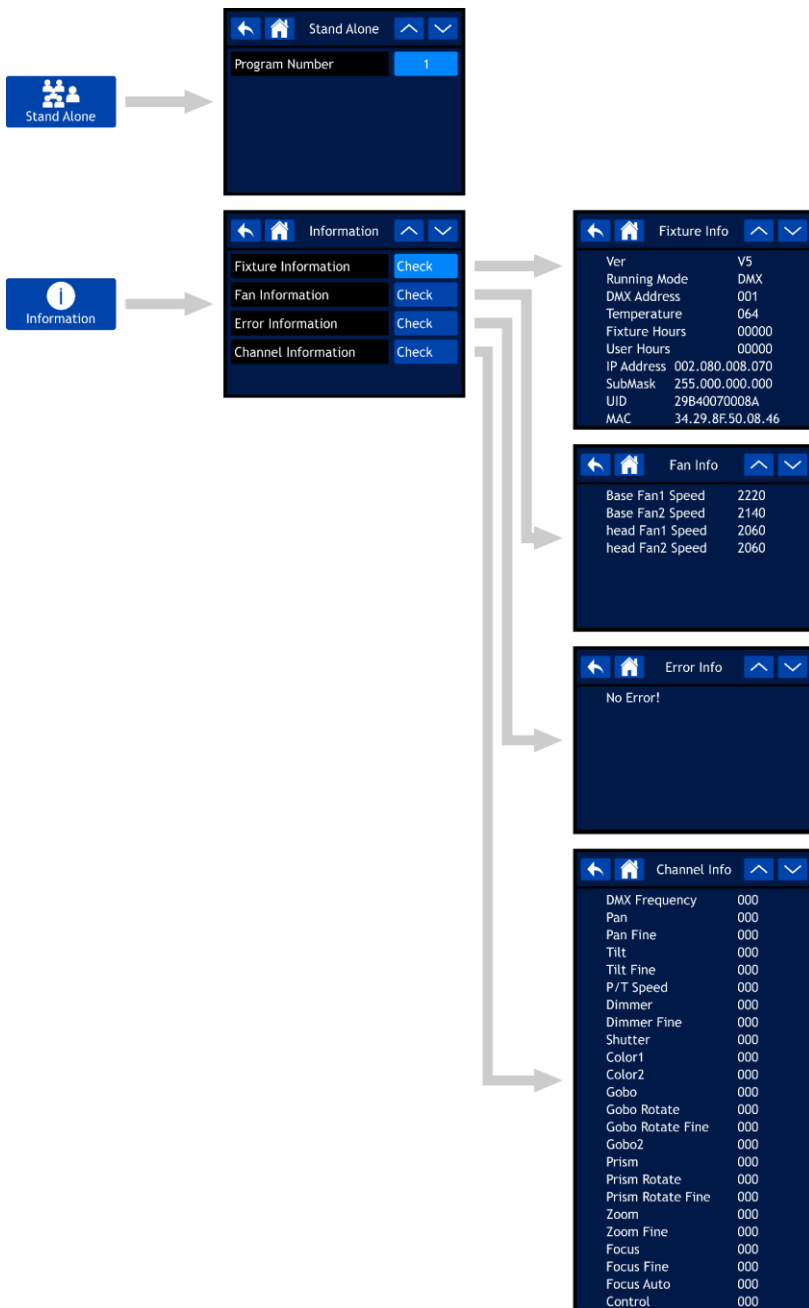 Stand Alone
Program Number 1
Stand Alone
Information
Fixture Information Check
Fan Information Check
Error Information Check
Channel Information Check
Information
Fixture Info
Ver V5
Running Mode DMX
DMX Address 001
Temperature 064
Fixture Hours 00000
User Hours 00000
IP Address 002.080.008.070
SubMask 255.000.000.000
UID 29B40070008A
MAC 34.29.8F.50.08.46
Fan Info
Base Fan1 Speed 2220
Base Fan2 Speed 2140
head Fan1 Speed 2060
head Fan2 Speed 2060
Error Info
No Error!
Channel Info
DMX Frequency 000
Pan 000
Pan Fine 000
Tilt 000
Tilt Fine 000
P/T Speed 000
Dimmer 000
Dimmer Fine 000
Shutter 000
Color1 000
Color2 000
Gobo 000
Gobo Rotate 000
Gobo Rotate Fine 000
Gobo2 000
Prism 000
Prism Rotate 000
Prism Rotate Fine 000
Zoom 000
Zoom Fine 000
Focus 000
Focus Fine 000
Focus Auto 000
Control 000